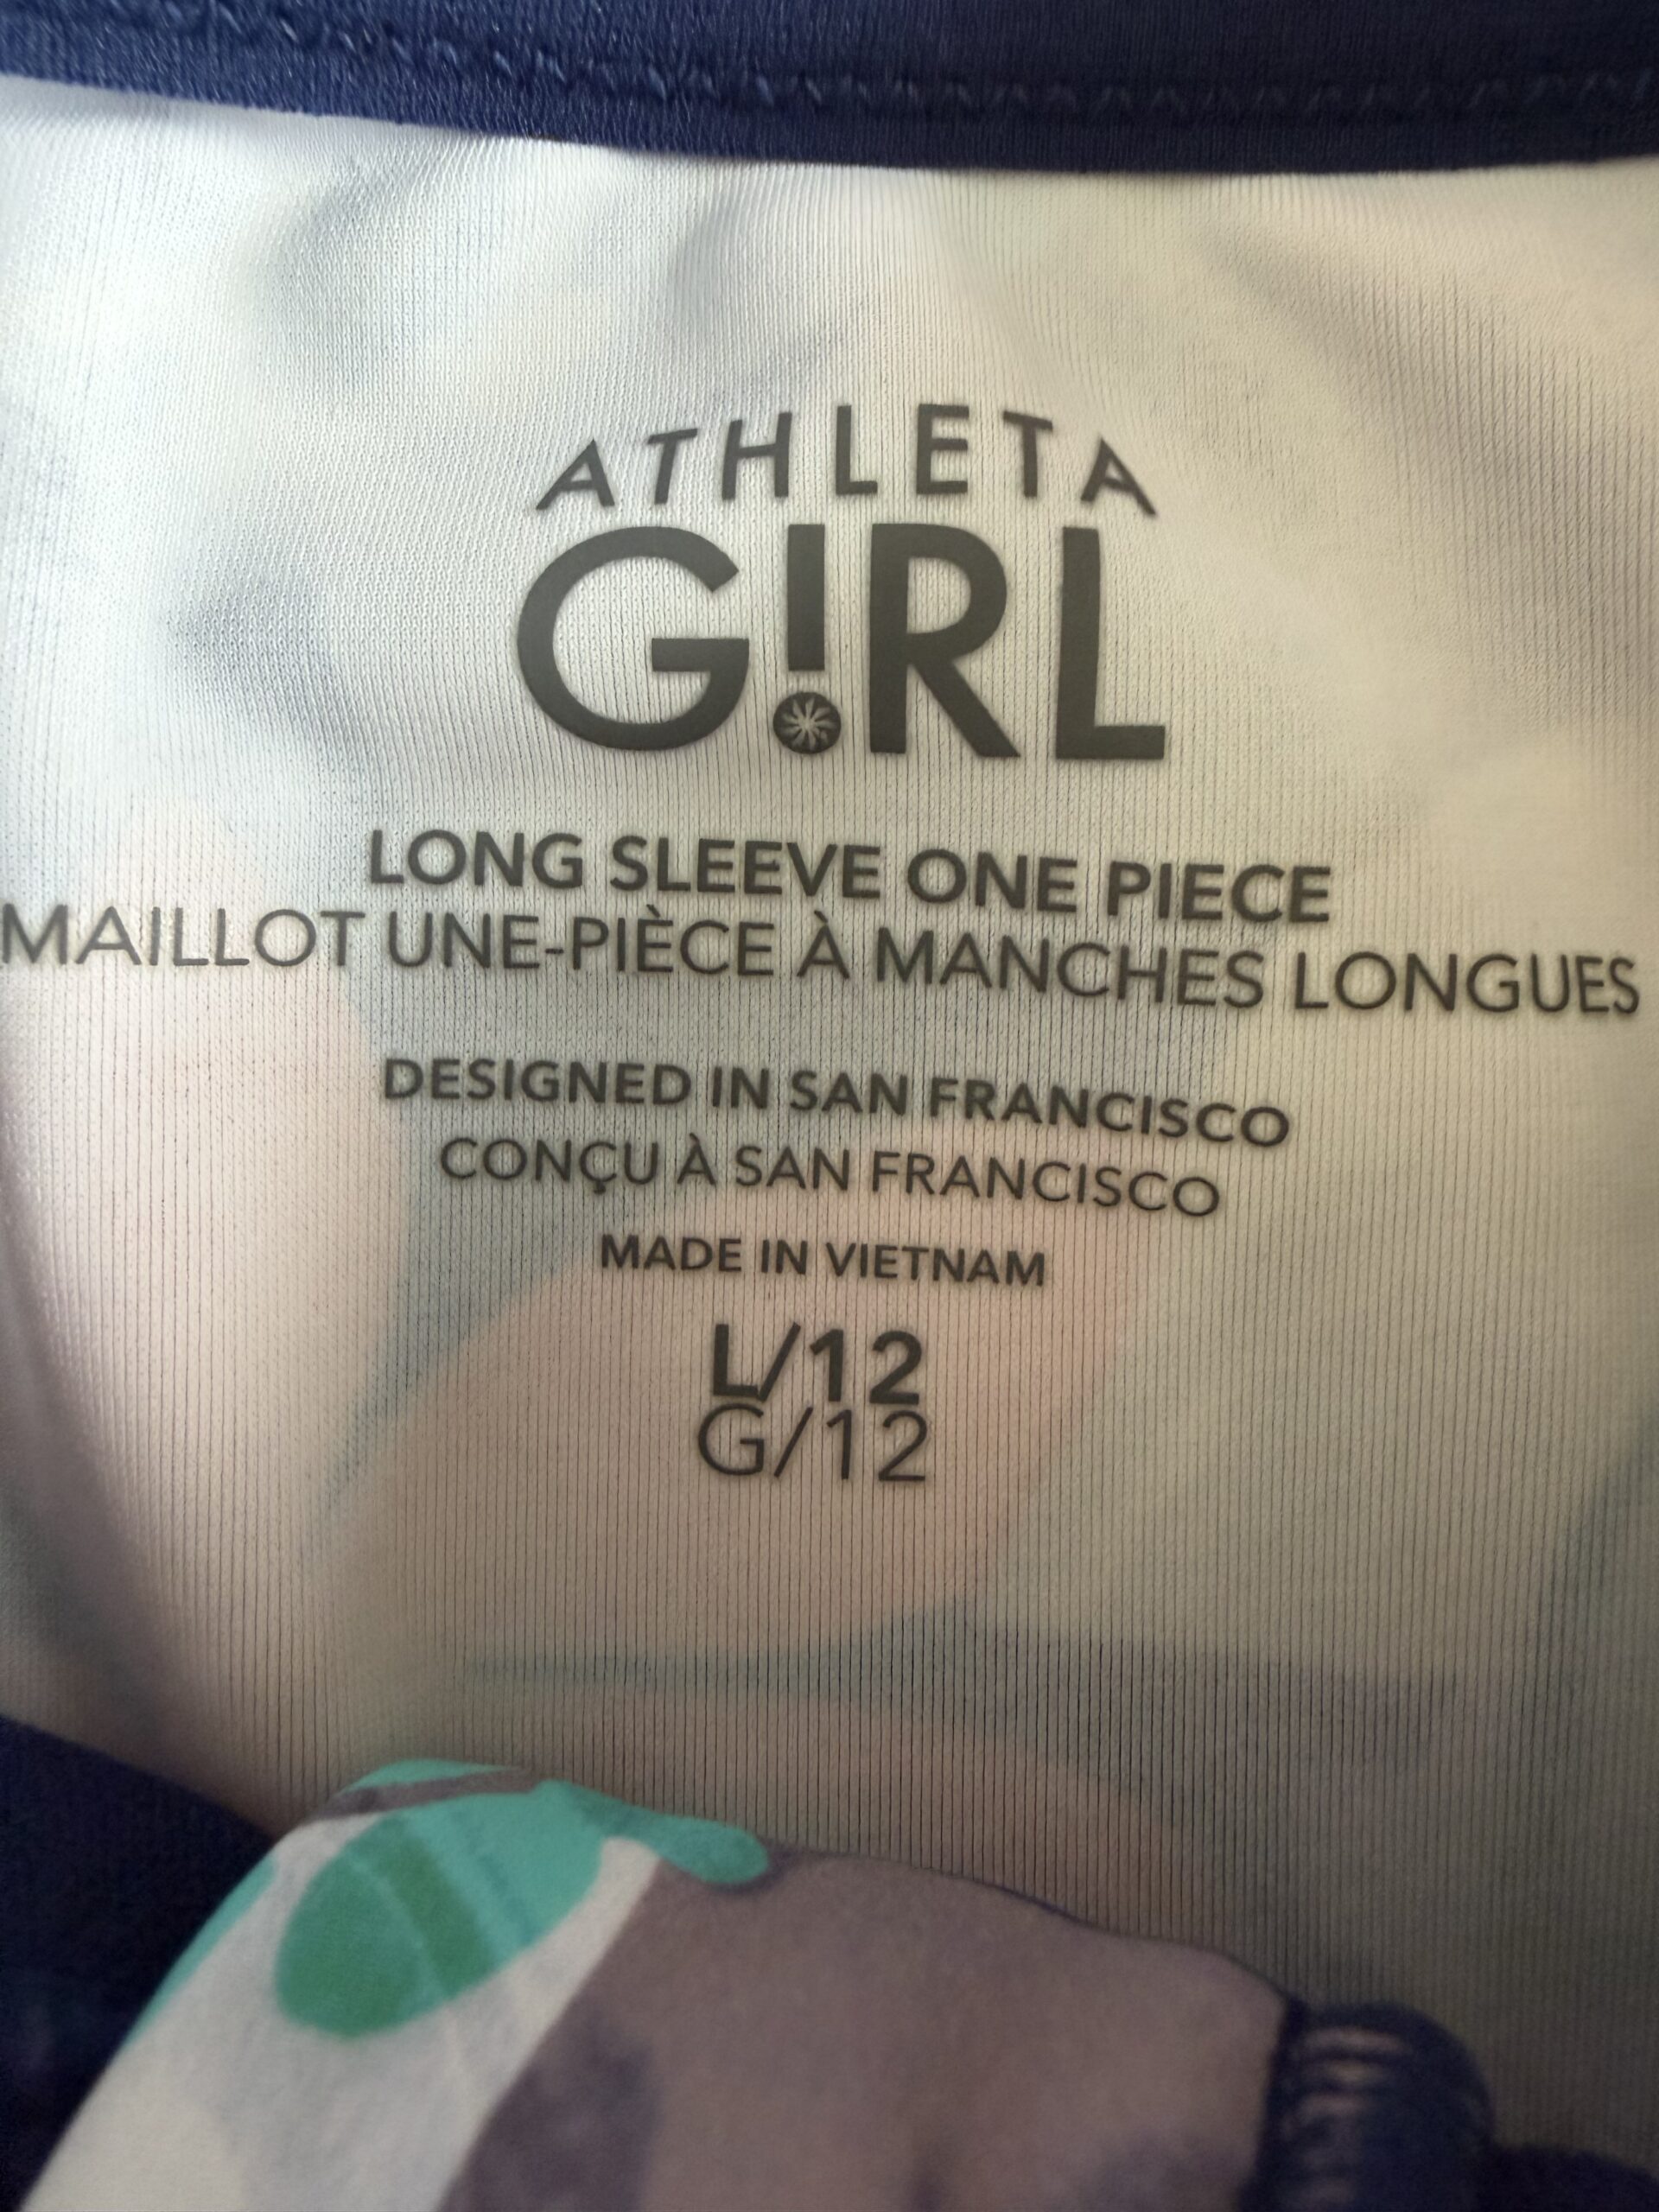 ATHLETA
G!RL
LONG SLEEVE ONE PIECE
MAILLOT UNE-PIÈCE À MANCHES LONGUES
DESIGNED IN SAN FRANCISCO
CONÇU À SAN FRANCISCO
MADE IN VIETNAM
L/12
G/12